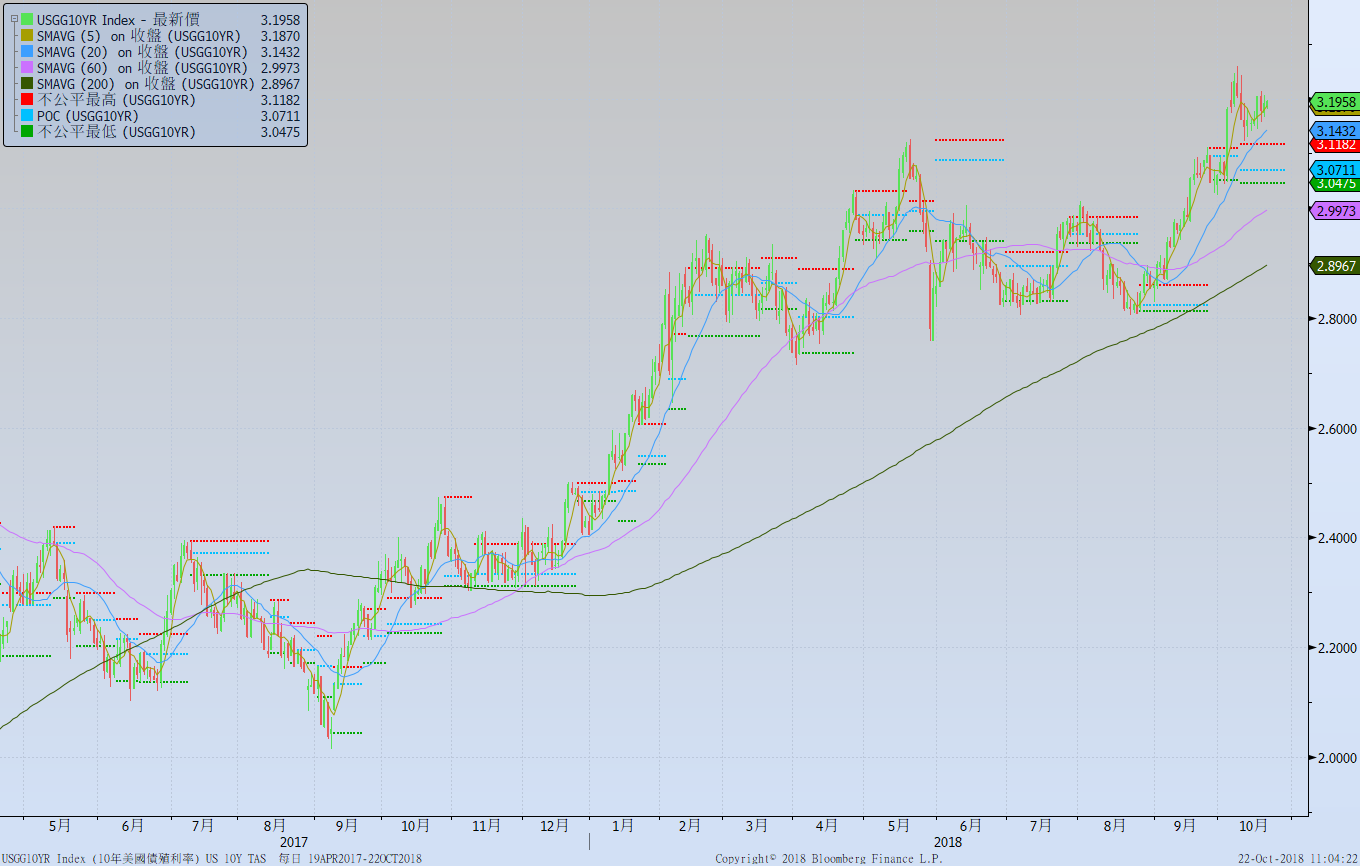 USGG10YR Index - 最新價 3.1958
SMAVG (5) on 收盤 (USGG10YR) 3.1870
SMAVG (20) on 收盤 (USGG10YR) 3.1432
SMAVG (60) on 收盤 (USGG10YR) 2.9973
SMAVG (200) on 收盤 (USGG10YR) 2.8967
不公平最高 (USGG10YR) 3.1182
POC (USGG10YR) 3.0711
不公平最低 (USGG10YR) 3.0475
3.1958
3.1432
3.1182
3.0711
3.0475
2.9973
2.8967
2.8000
2.6000
2.4000
2.2000
2.0000
5月 6月 7月 8月 9月 10月 11月 12月 1月 2月 3月 4月 5月 6月 7月 8月 9月 10月
2017 2018
USGG10YR Index (10年美國債殖利率) US 10Y TAS 每日 19APR2017-22OCT2018 Copyright© 2018 Bloomberg Finance L.P. 22-Oct-2018 11:04:22